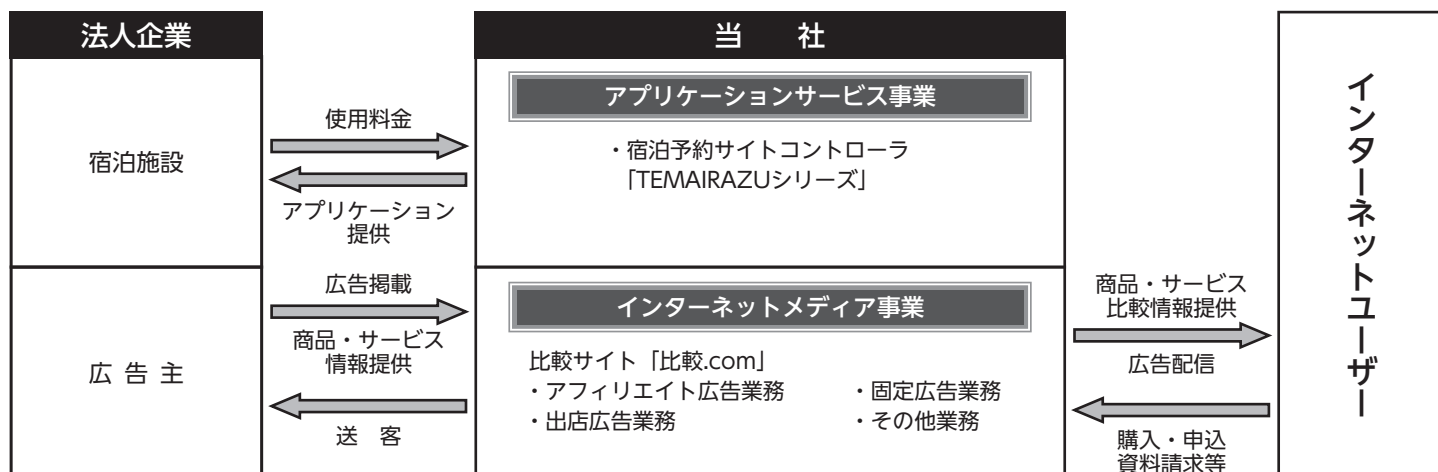 法人企業
当　社
宿泊施設
使用料金
アプリケーション
提供
アプリケーションサービス事業
・宿泊予約サイトコントローラ
「TEMAIRAZUシリーズ」
広告主
広告掲載
商品・サービス
情報提供
送　客
インターネットメディア事業
比較サイト「比較.com」
・アフィリエイト広告業務
・固定広告業務
・出店広告業務
・その他業務
商品・サービス
比較情報提供
広告配信
購入・申込
資料請求等
インターネットユーザー